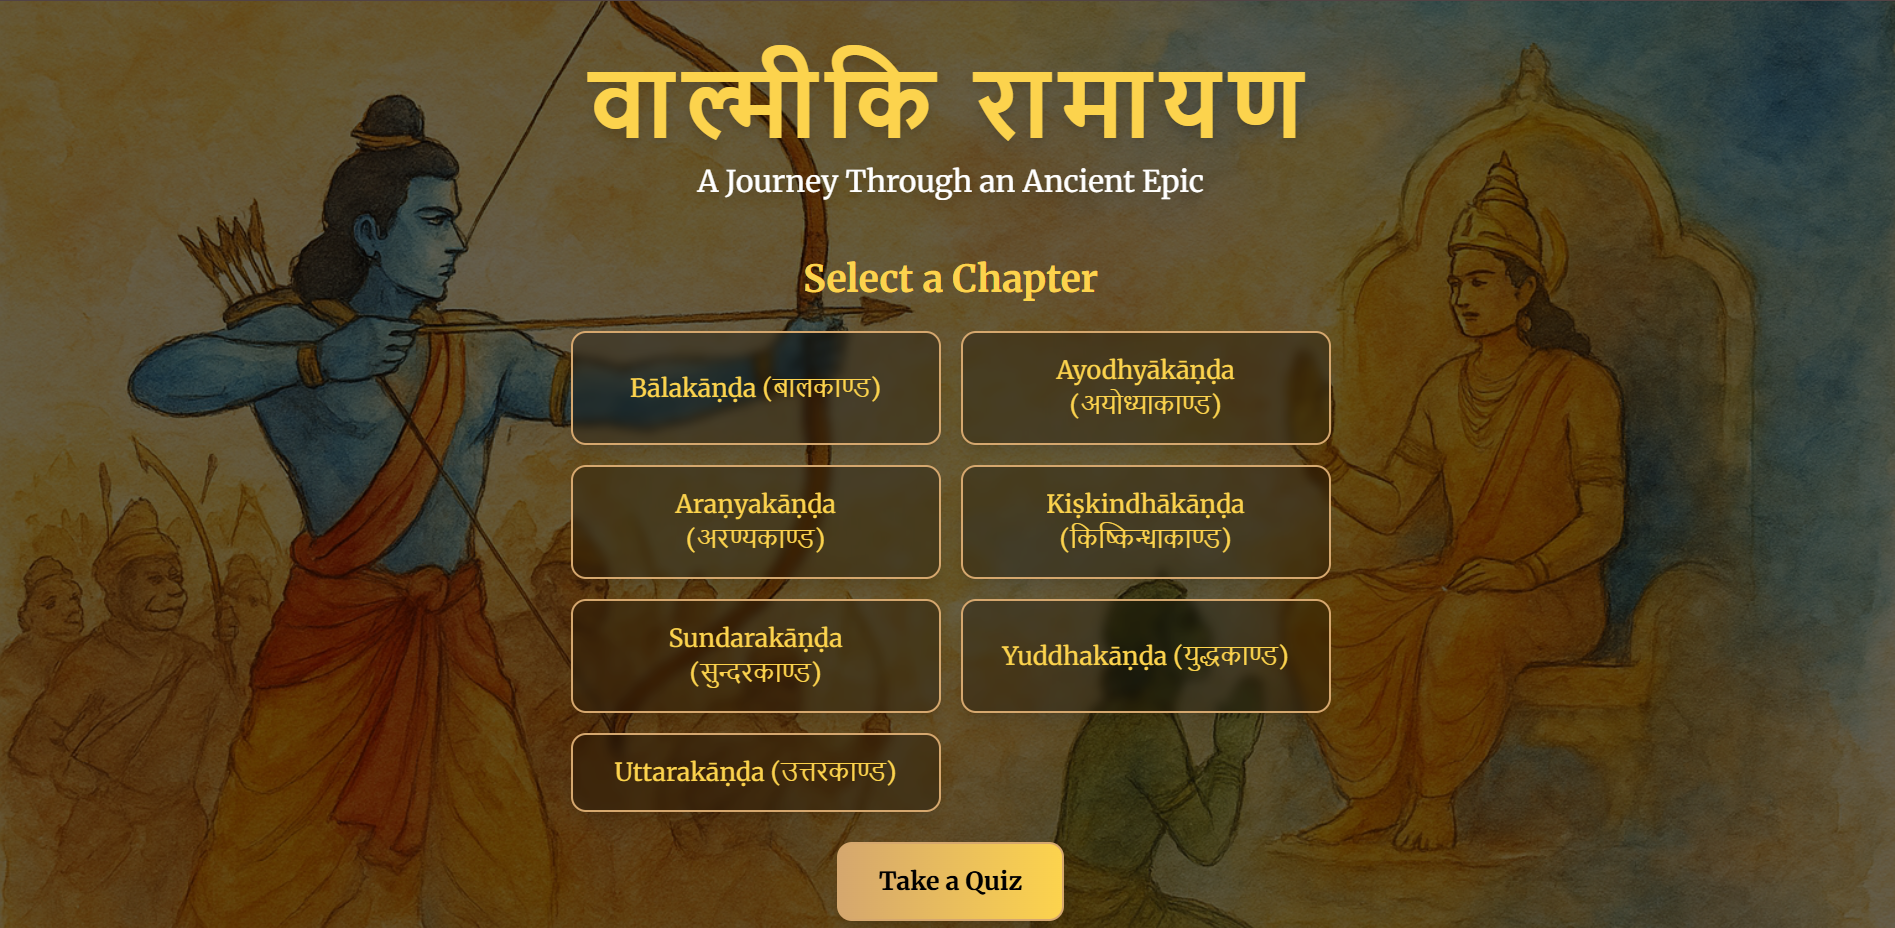 वाल्मीकि रामायण
A Journey Through an Ancient Epic
Select a Chapter
Bālakāṇḍa (बालकाण्ड)
Ayodhyākāṇḍa
(अयोध्याकाण्ड)
Araṇyakāṇḍa
(अरण्यकाण्ड)
Kiṣkindhākāṇḍa
(किष्किन्धाकाण्ड)
Sundarakāṇḍa
(सुन्दरकाण्ड)
Yuddhakāṇḍa (युद्धकाण्ड)
Uttarakāṇḍa (उत्तरकाण्ड)
Take a Quiz